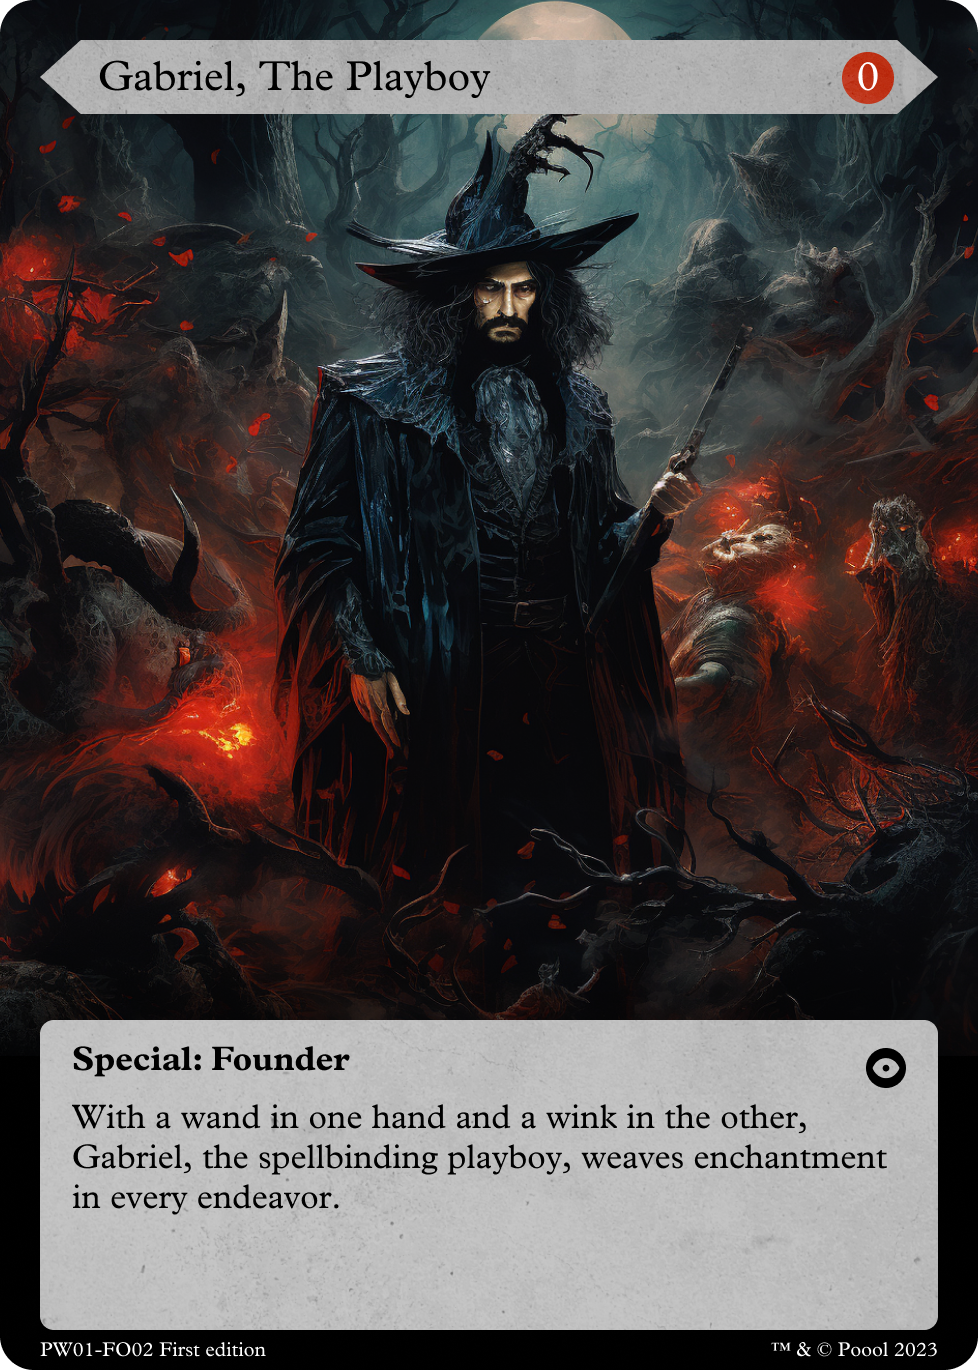 Gabriel, The Playboy
0
Special: Founder
With a wand in one hand and a wink in the other,
Gabriel, the spellbinding playboy, weaves enchantment
in every endeavor.
PW01-FO02 First edition
™ & © Poool 2023